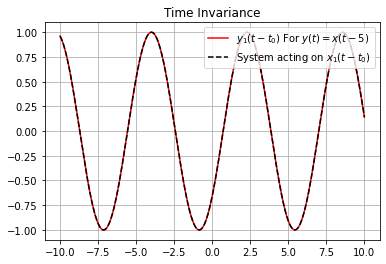 Time Invariance
y₁(t − t₀) For y(t) = x(t − 5)
System acting on x₁(t − t₀)
1.00
0.75
0.50
0.25
0.00
−0.25
−0.50
−0.75
−1.00
−10.0 −7.5 −5.0 −2.5 0.0 2.5 5.0 7.5 10.0